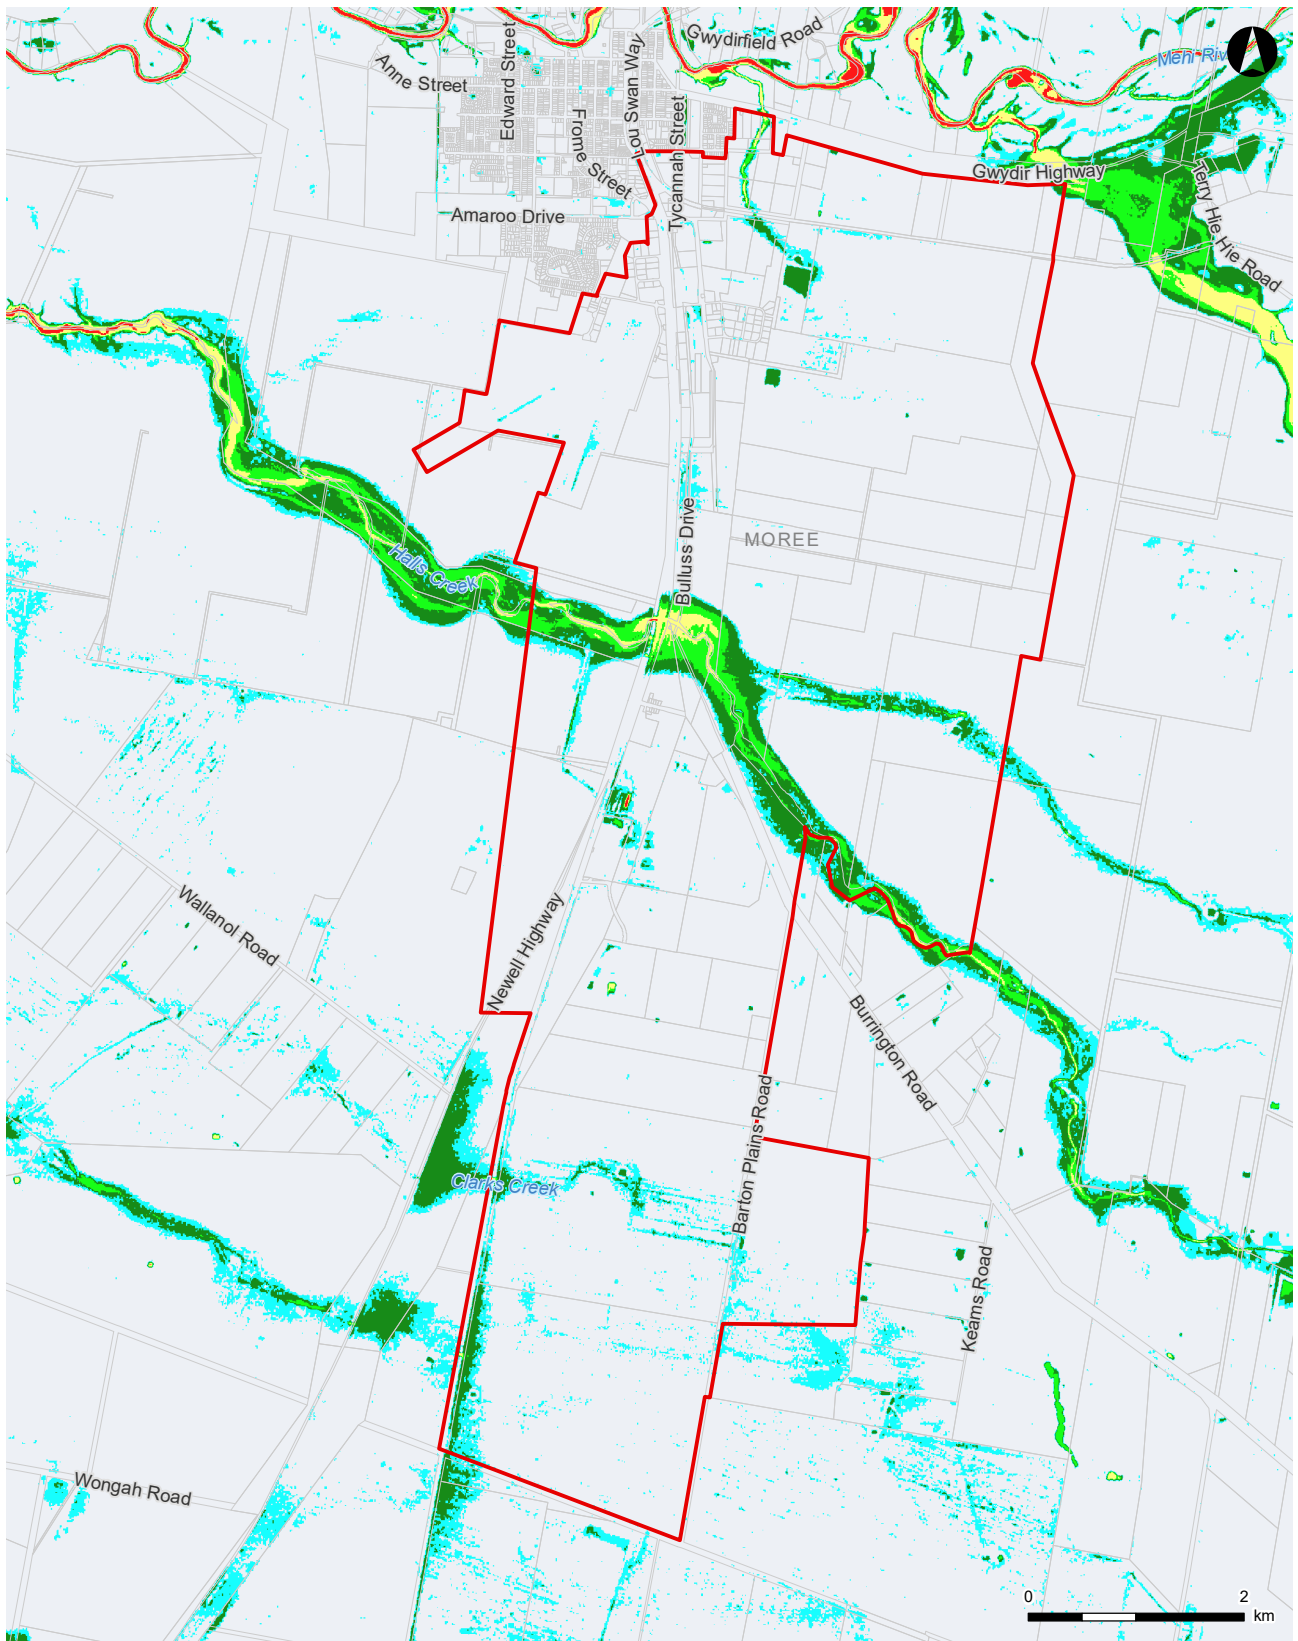 Gwydirfield Road
Mehi Riv
Anne Street
Edward Street
Lou Swan Way
Frome Street
Tycannah Street
Gwydir Highway
Terry Hie Hie Road
Amaroo Drive
Bulluss Drive
MOREE
Halls Creek
Wallanol Road
Newell Highway
Burrington Road
Barton Plains Road
Clarks Creek
Keams Road
Wongah Road
0 2
km